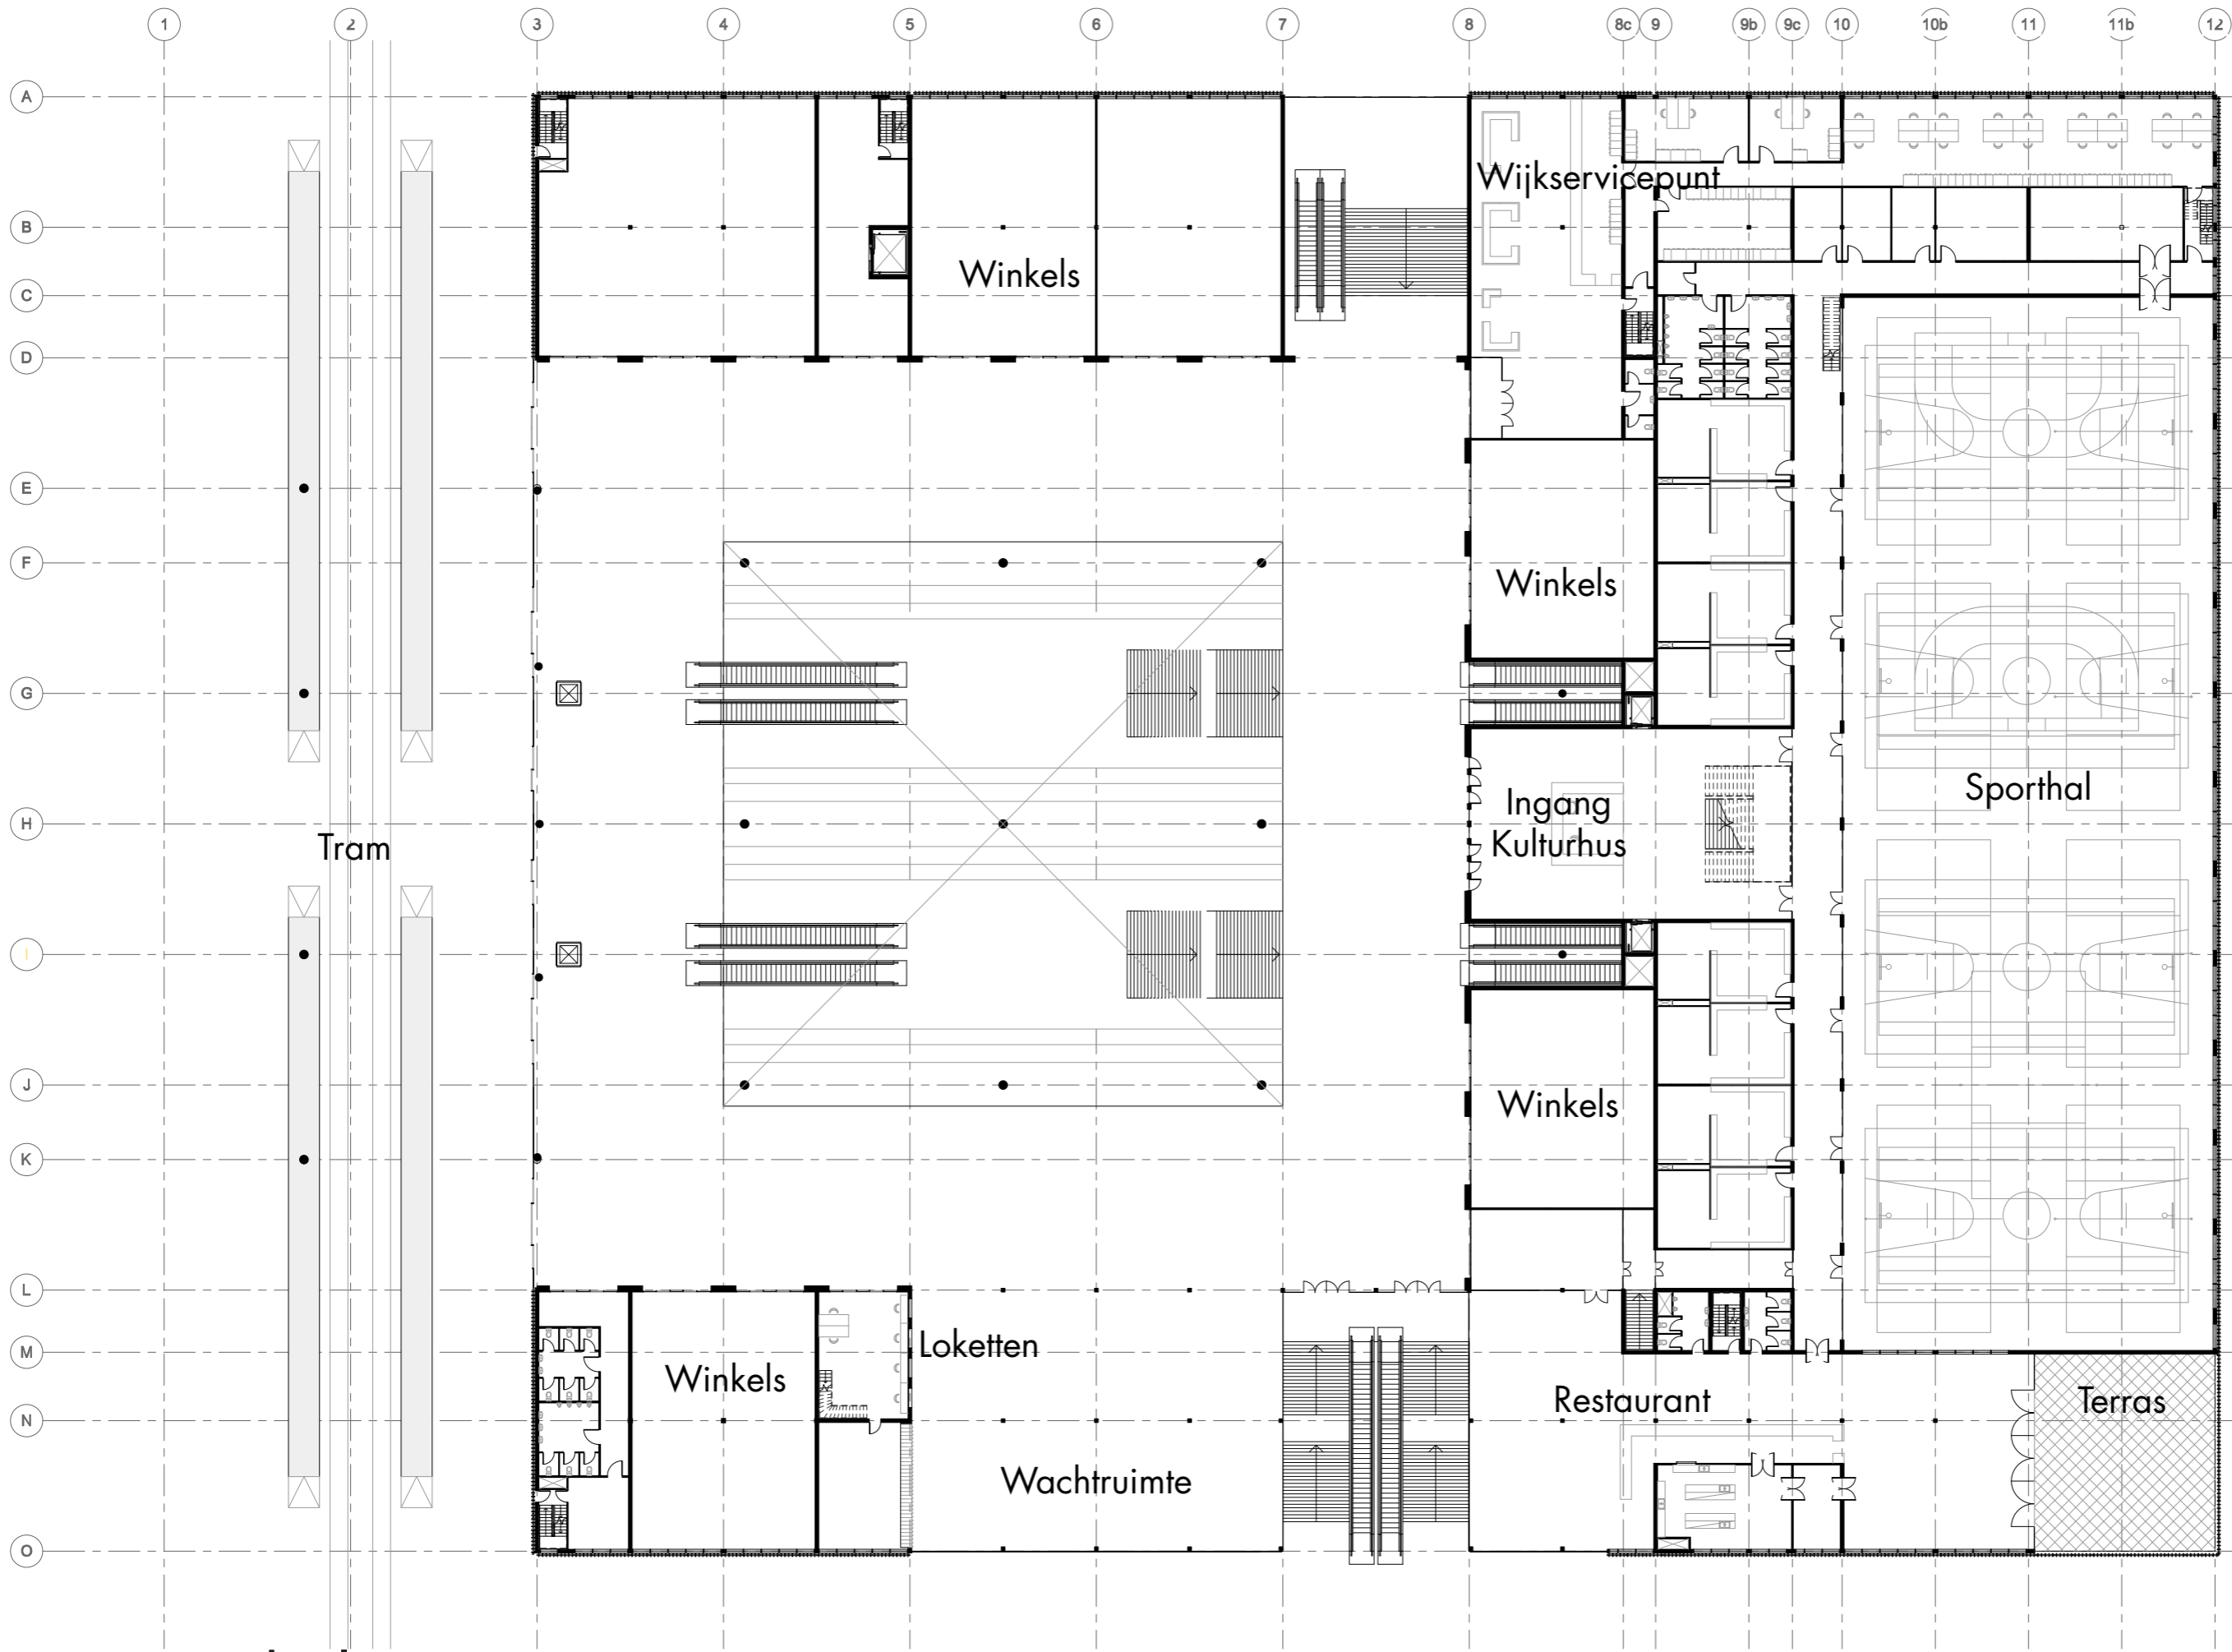 1 2 3 4 5 6 7 8 8c 9 9b 9c 10 10b 11 11b 12
A
Wijkservicepunt
B
Winkels
C
D
E
F
Winkels
G
Sporthal
Ingang
H
Kulturhus
Tram
I
J
Winkels
K
L
Loketten
M
Winkels
Restaurant
Terras
N
Wachtruimte
O